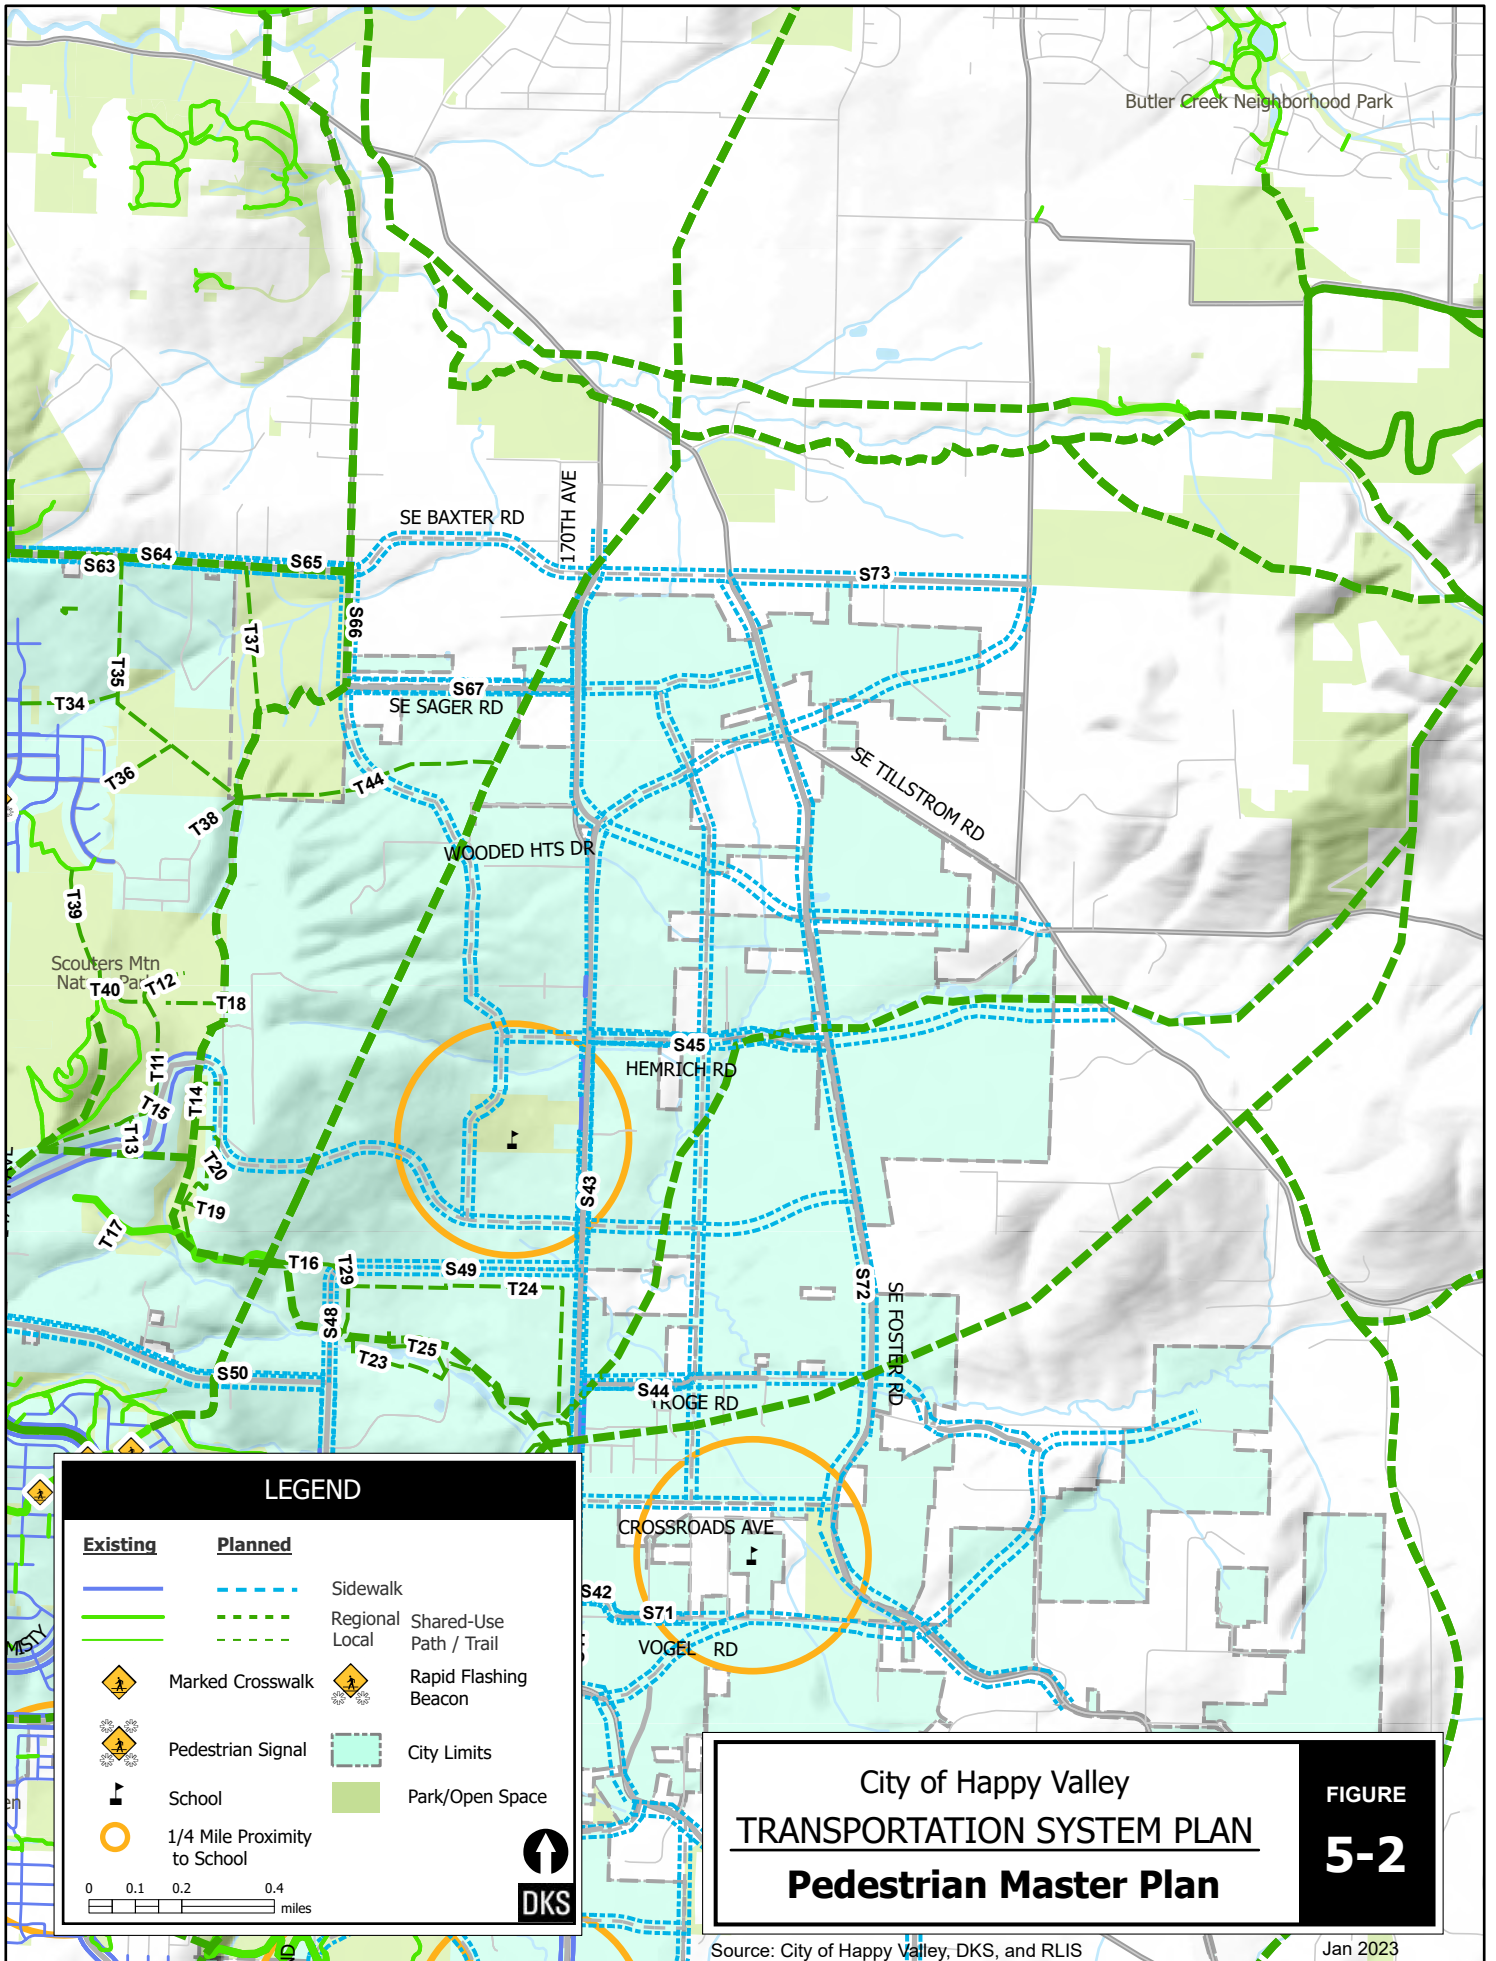 Butler Creek Neighborhood Park
170TH AVE
SE BAXTER RD
S63
S64
S65
S73
S66
T37
T35
S67
SE SAGER RD
T34
T36
T44
T38
SE TILLSTROM RD
WOODED HTS DR
T39
Scouters Mtn
T40
T12
T18
S45
HEMRICH RD
T11
T14
T15
T13
T20
T19
S43
T17
T16
T29
S49
T24
S72
SE FOSTER RD
S48
T25
T23
S50
S44
TROGE RD
CROSSROADS AVE
S42
S71
VOGEL RD
MISTY
LEGEND
Existing
Planned
Sidewalk
Regional
Local
Shared-Use
Path / Trail
Marked Crosswalk
Rapid Flashing
Beacon
Pedestrian Signal
City Limits
School
Park/Open Space
1/4 Mile Proximity
to School
0 0.1 0.2 0.4
miles
DKS
City of Happy Valley
TRANSPORTATION SYSTEM PLAN
Pedestrian Master Plan
FIGURE
5-2
Source: City of Happy Valley, DKS, and RLIS
Jan 2023